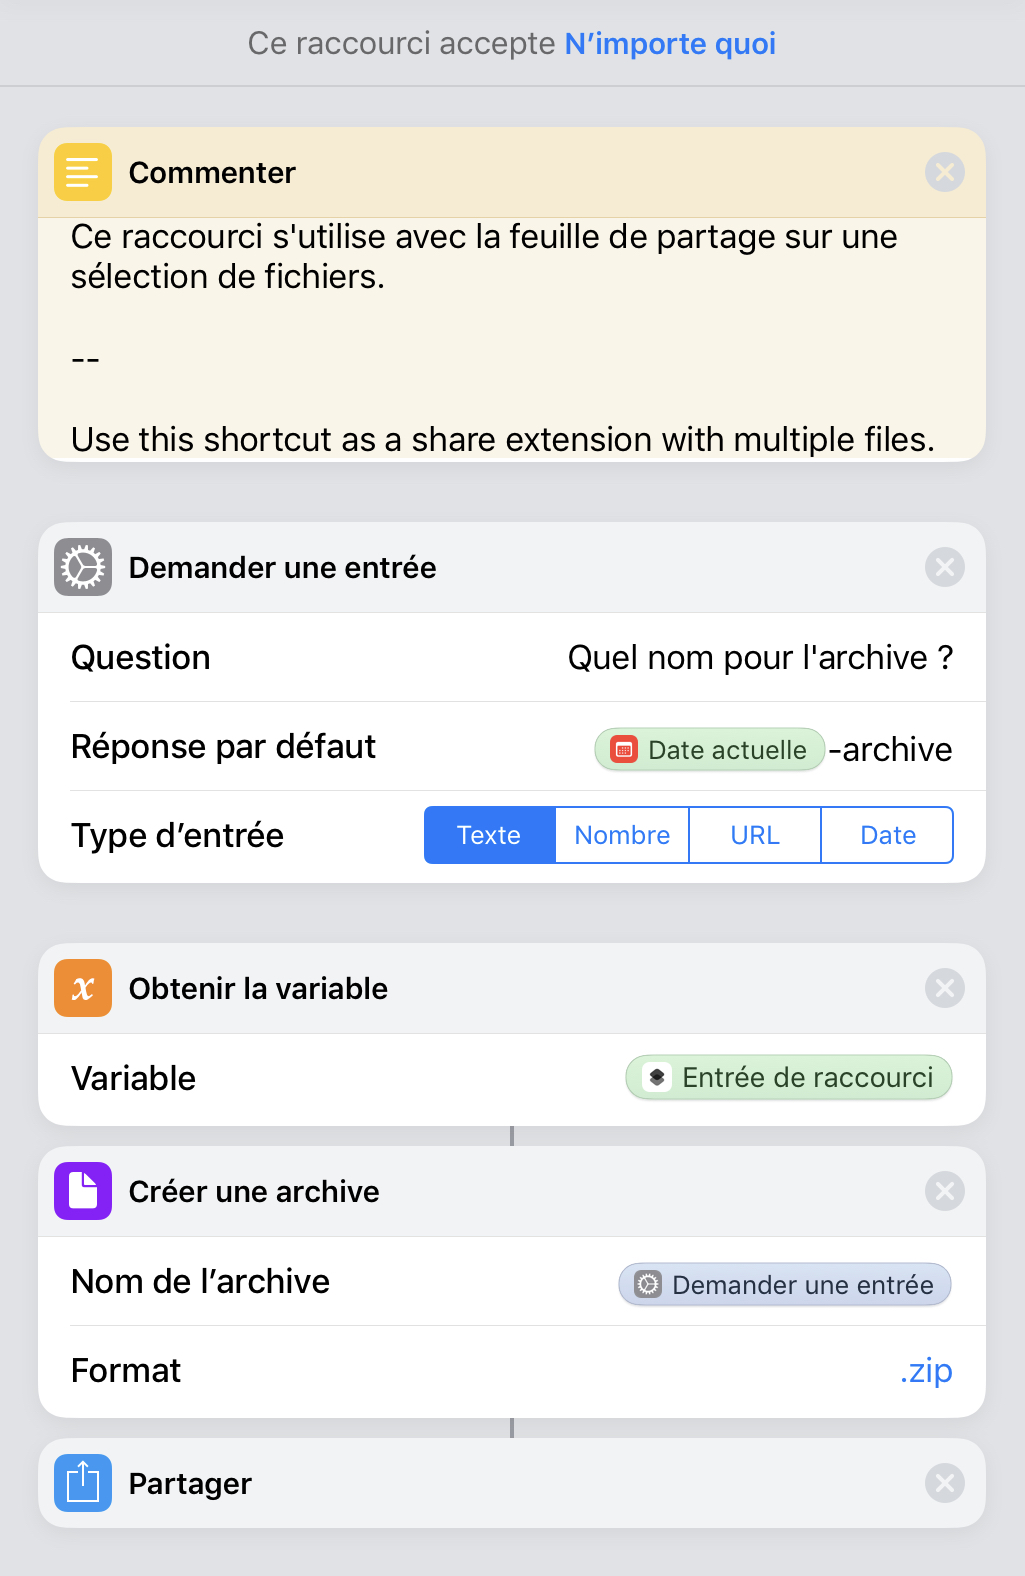 Ce raccourci accepte N’importe quoi
Commenter
Ce raccourci s'utilise avec la feuille de partage sur une
sélection de fichiers.
--
Use this shortcut as a share extension with multiple files.
Demander une entrée
Question Quel nom pour l'archive ?
Réponse par défaut Date actuelle -archive
Type d’entrée Texte Nombre URL Date
Obtenir la variable
Variable Entrée de raccourci
Créer une archive
Nom de l’archive Demander une entrée
Format .zip
Partager